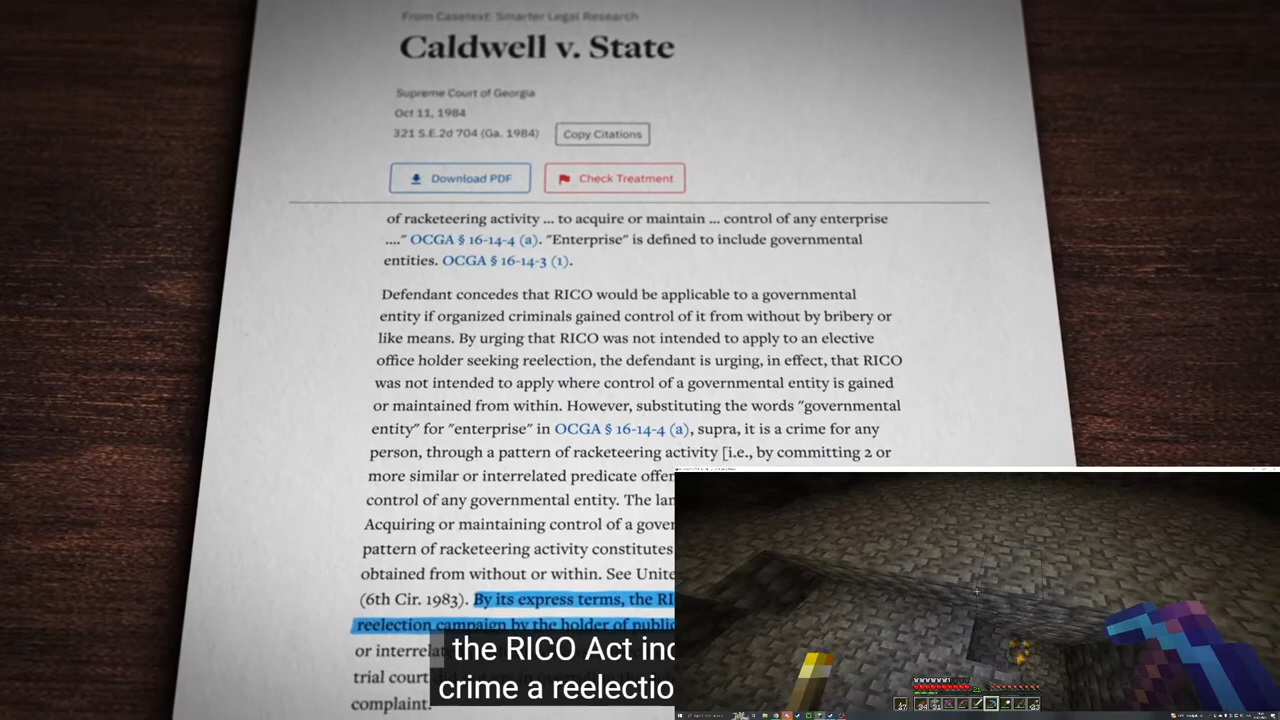 From Casetext: Smarter Legal Research
Caldwell v. State
Supreme Court of Georgia
Oct 11, 1984
321 S.E.2d 704 (Ga. 1984)
Copy Citations
Download PDF
Check Treatment
of racketeering activity ... to acquire or maintain ... control of any enterprise
...." OCGA § 16-14-4 (a). "Enterprise" is defined to include governmental
entities. OCGA § 16-14-3 (1).
Defendant concedes that RICO would be applicable to a governmental
entity if organized criminals gained control of it from without by bribery or
like means. By urging that RICO was not intended to apply to an elective
office holder seeking reelection, the defendant is urging, in effect, that RICO
was not intended to apply where control of a governmental entity is gained
or maintained from within. However, substituting the words "governmental
entity" for "enterprise" in OCGA § 16-14-4 (a), supra, it is a crime for any
person, through a pattern of racketeering activity [i.e., by committing 2 or
more similar or interrelated predicate offen
control of any governmental entity. The lan
Acquiring or maintaining control of a gover
pattern of racketeering activity constitutes
obtained from without or within. See Unite
(6th Cir. 1983). By its express terms, the RI
reelection campaign by the holder of public
or interrelat
trial court
complaint.
the RICO Act inc
crime a reelectio